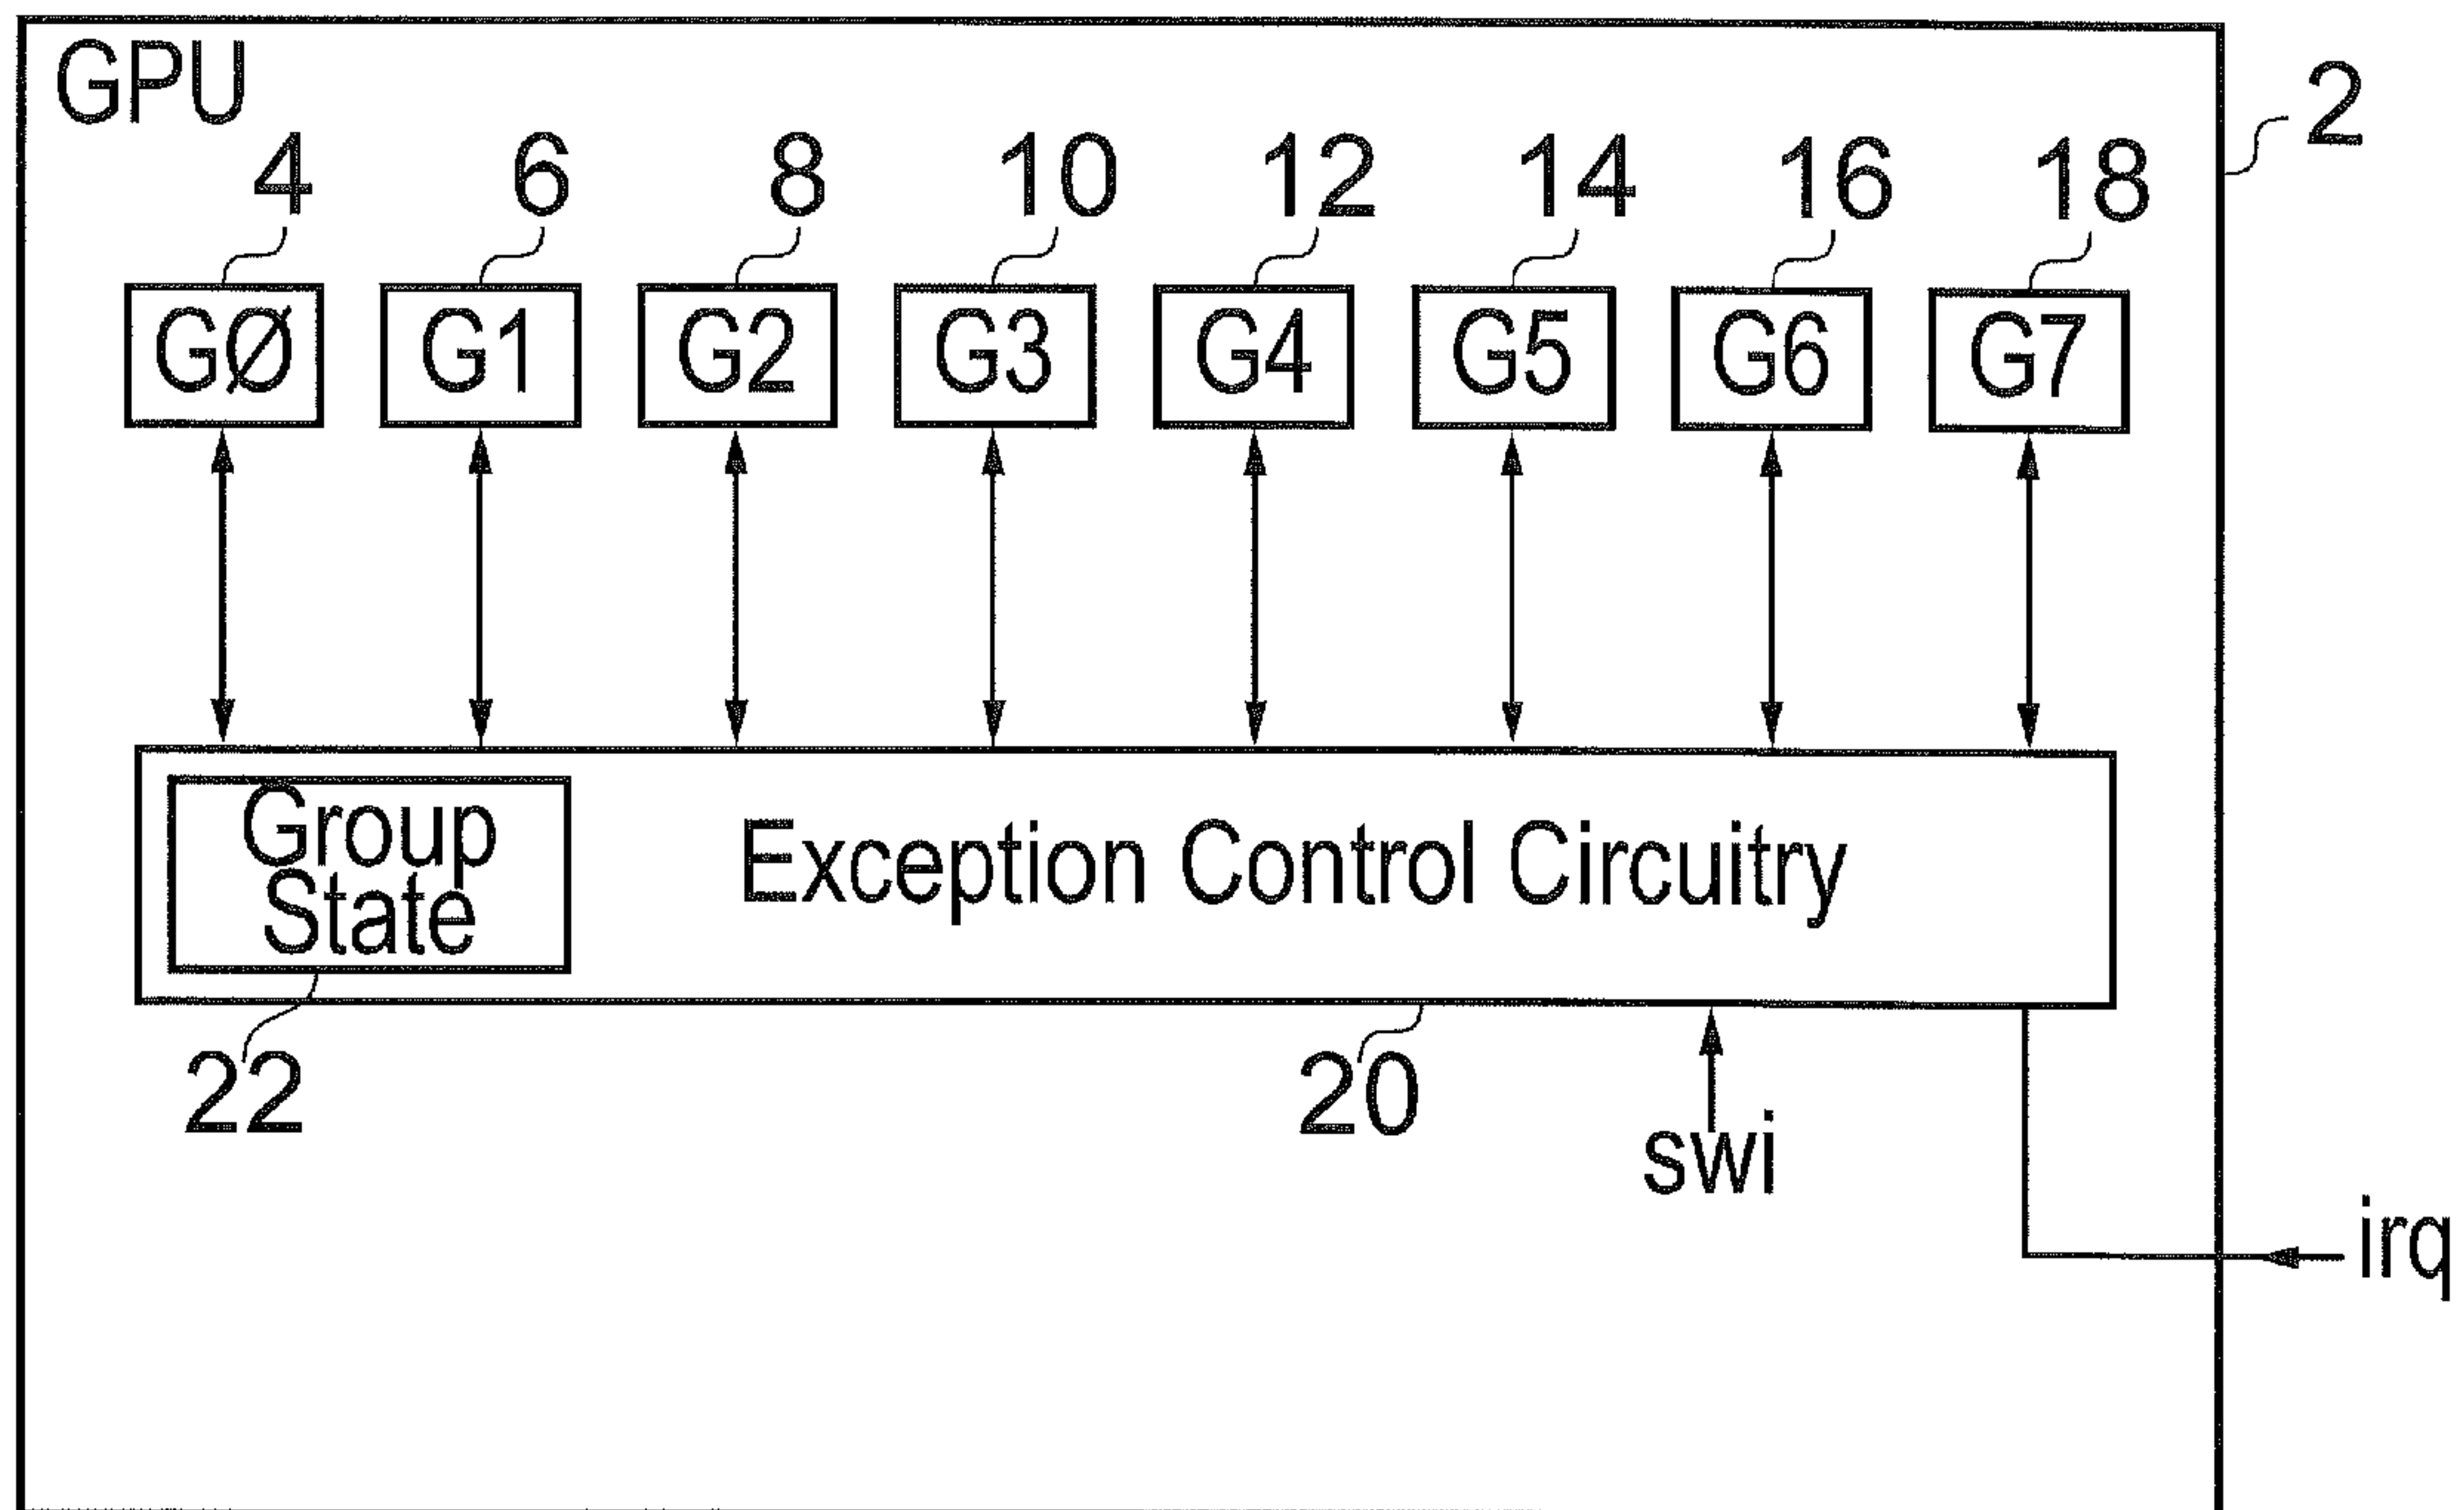 GPU
2
4 6 8 10 12 14 16 18
GØ G1 G2 G3 G4 G5 G6 G7
Group
State
Exception Control Circuitry
22 20
swi
irq